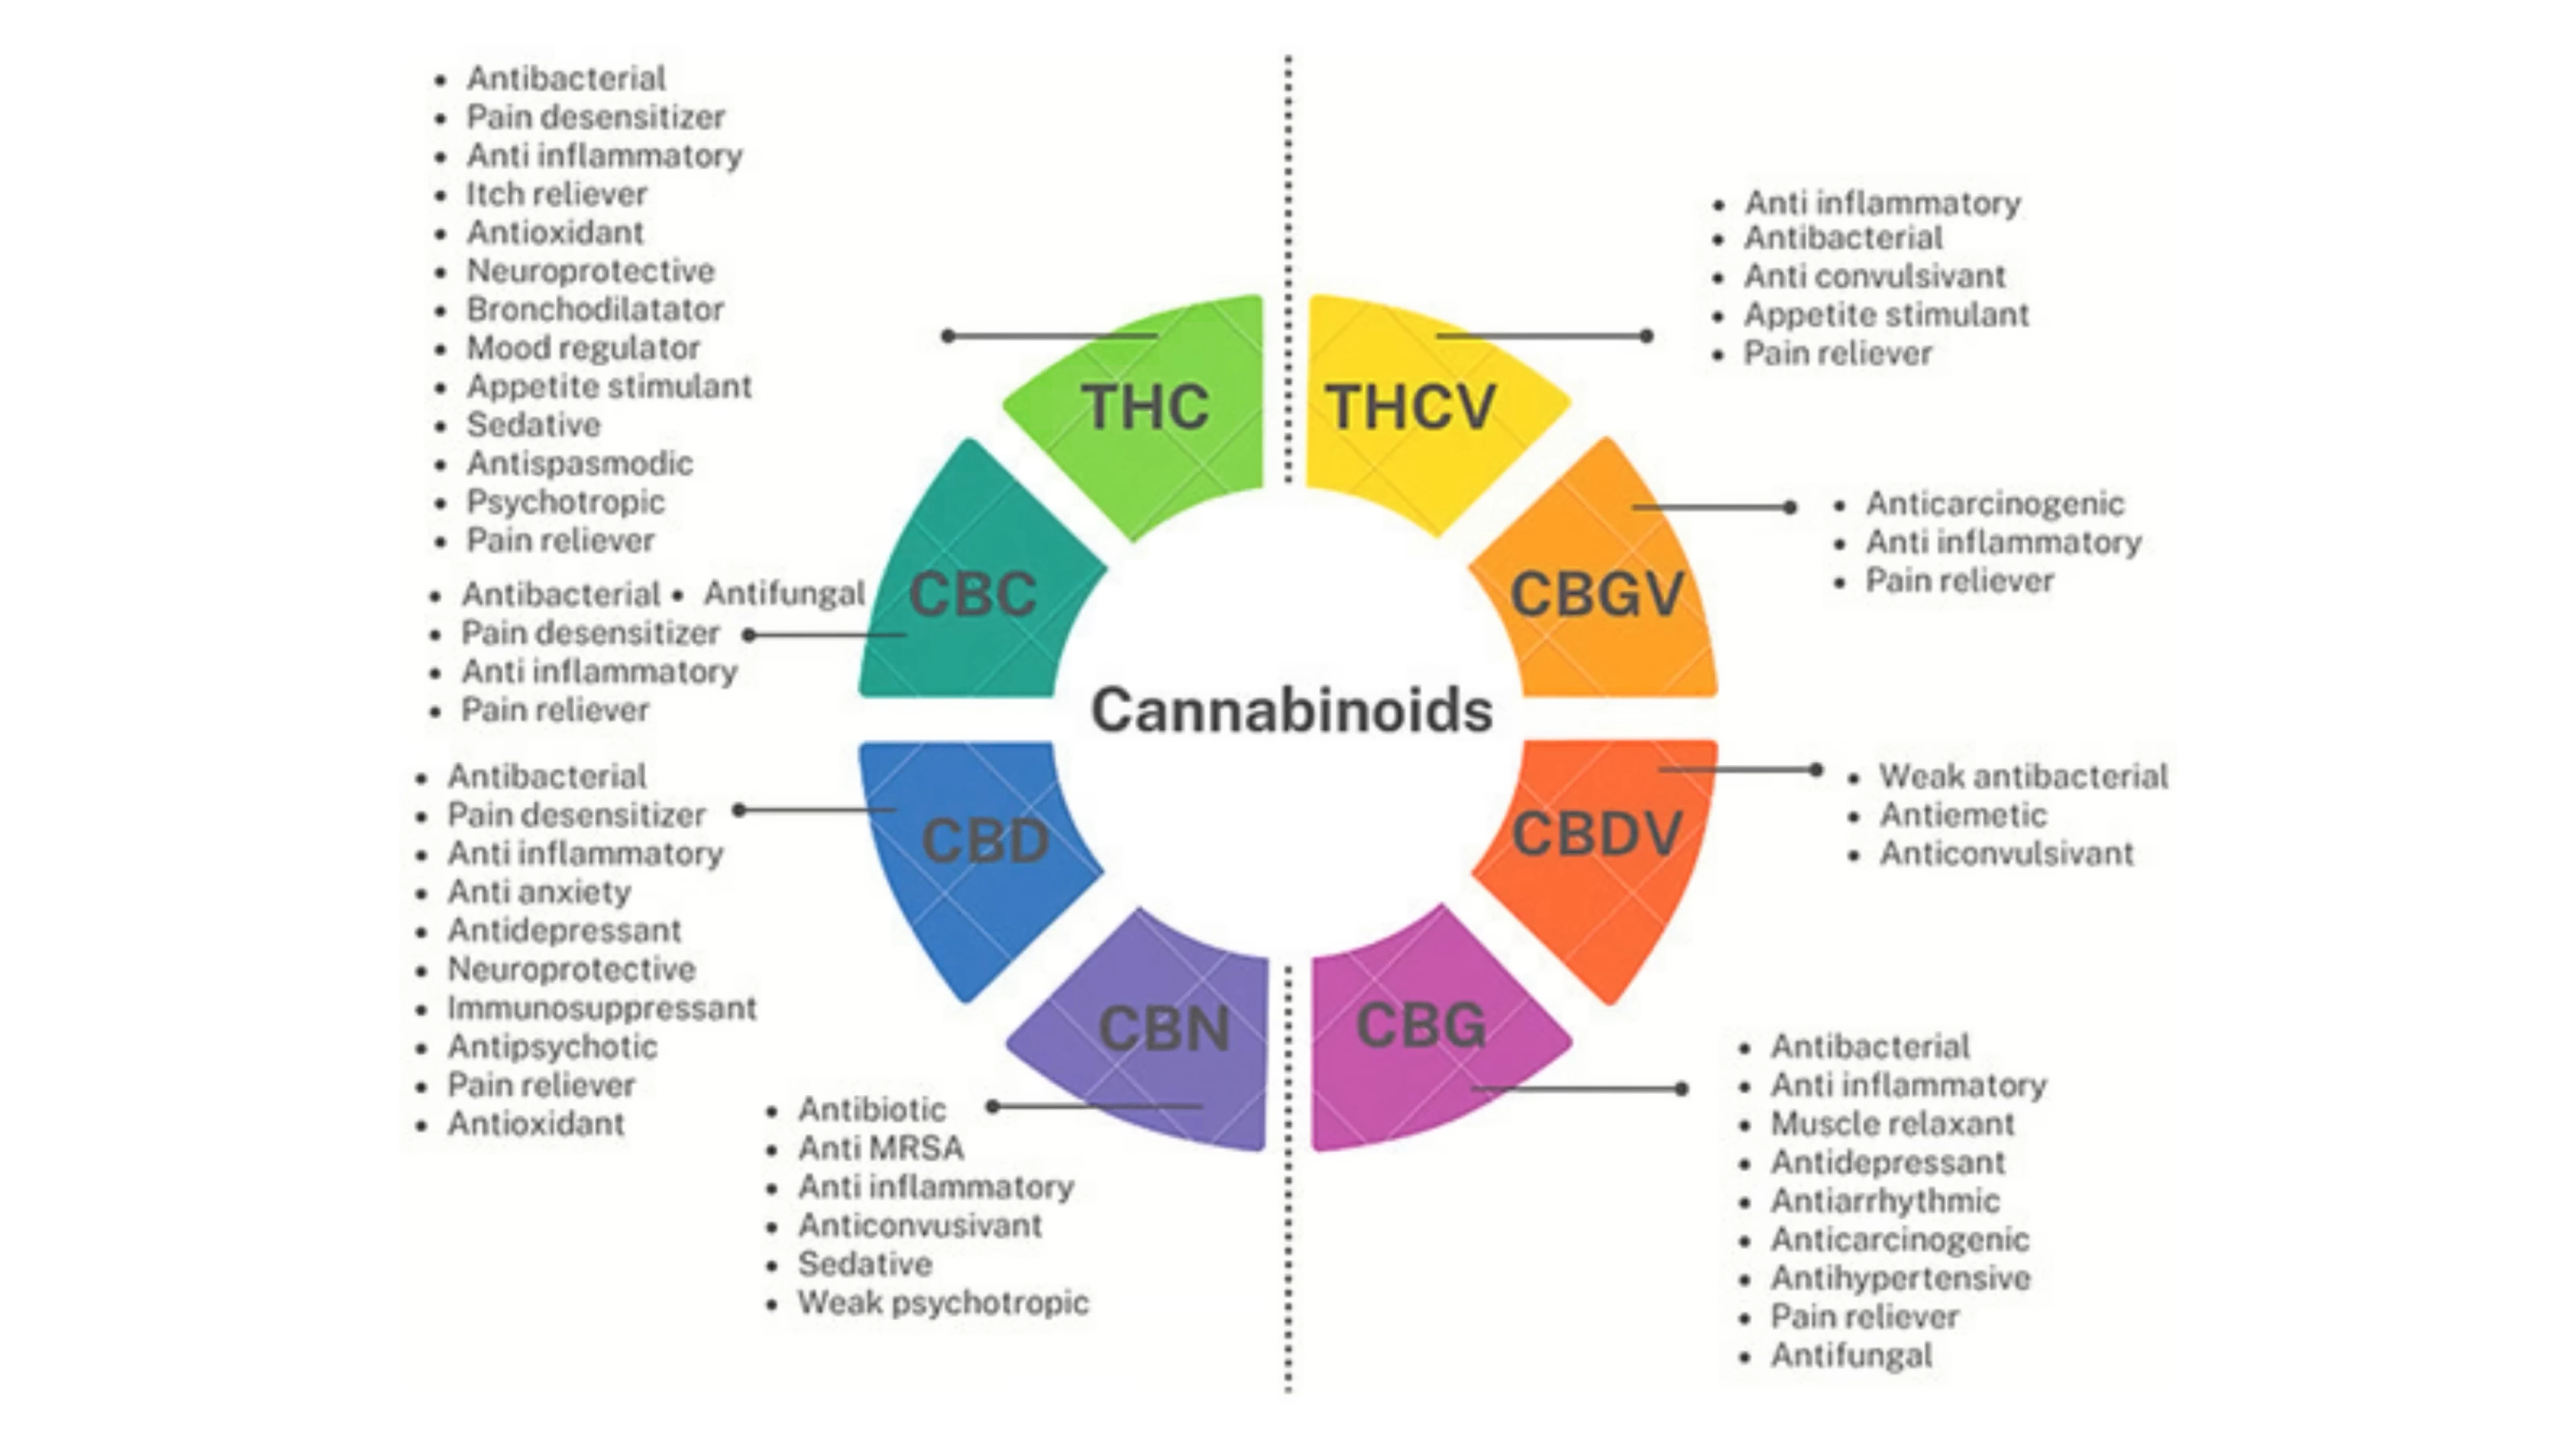 Antibacterial
Pain desensitizer
Anti inflammatory
Itch reliever
Antioxidant
Neuroprotective
Bronchodilatator
Mood regulator
Appetite stimulant
Sedative
Antispasmodic
Psychotropic
Pain reliever
THC
Antibacterial • Antifungal
Pain desensitizer
Anti inflammatory
Pain reliever
CBC
Antibacterial
Pain desensitizer
Anti inflammatory
Anti anxiety
Antidepressant
Neuroprotective
Immunosuppressant
Antipsychotic
Pain reliever
Antioxidant
CBD
Antibiotic
Anti MRSA
Anti inflammatory
Anticonvusivant
Sedative
Weak psychotropic
CBN
Cannabinoids
THCV
Anti inflammatory
Antibacterial
Anti convulsivant
Appetite stimulant
Pain reliever
CBGV
Anticarcinogenic
Anti inflammatory
Pain reliever
CBDV
Weak antibacterial
Antiemetic
Anticonvulsivant
CBG
Antibacterial
Anti inflammatory
Muscle relaxant
Antidepressant
Antiarrhythmic
Anticarcinogenic
Antihypertensive
Pain reliever
Antifungal